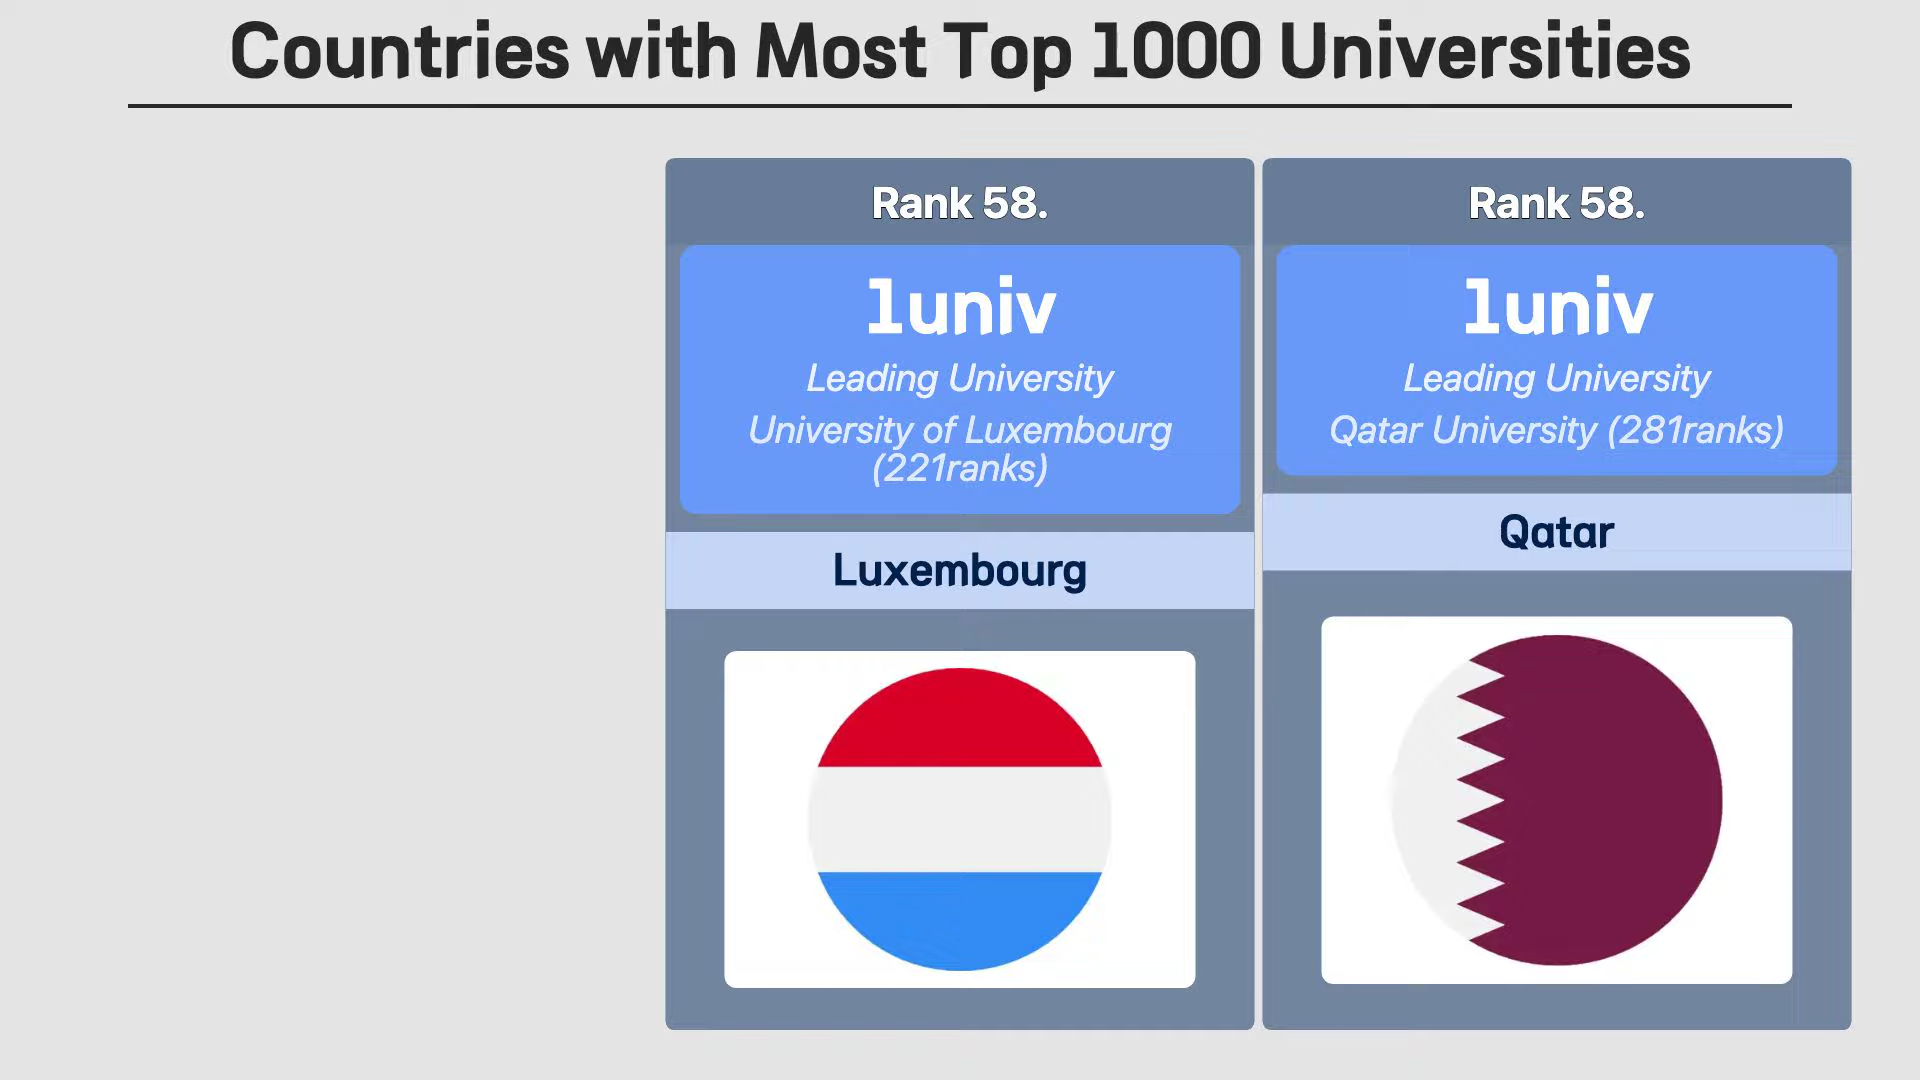 Countries with Most Top 1000 Universities
Rank 58.
1univ
Leading University
University of Luxembourg
(221ranks)
Luxembourg
Rank 58.
1univ
Leading University
Qatar University (281ranks)
Qatar